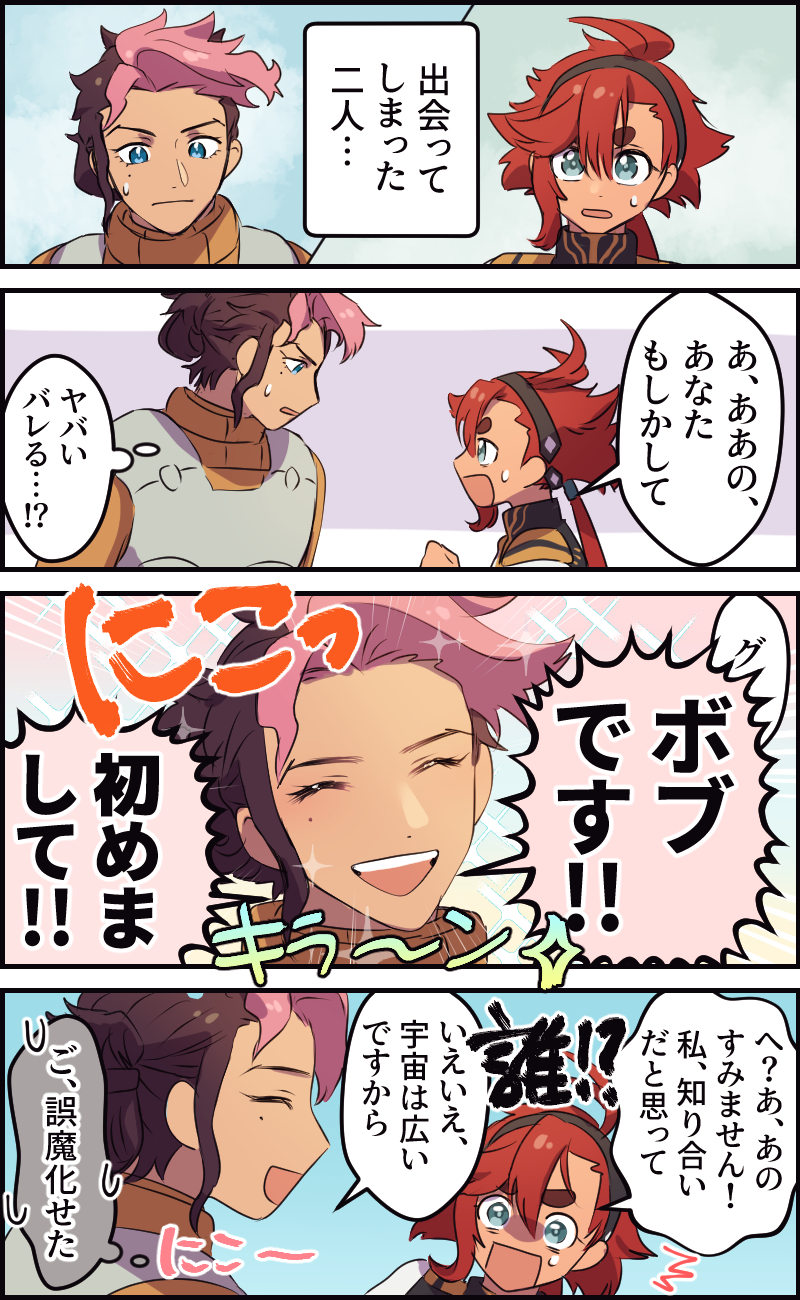 出会って
しまった
二人…
あ、ああの、
あなた
もしかして
ヤバい
バレる…!?
グ
ボブ
です!!
にこっ
初めま
して!!
キラ〜ン
へ?あ、あの
すみません!
私、知り合い
だと思って
誰!?
いえいえ、
宇宙は広い
ですから
にこー
ご、誤魔化せた